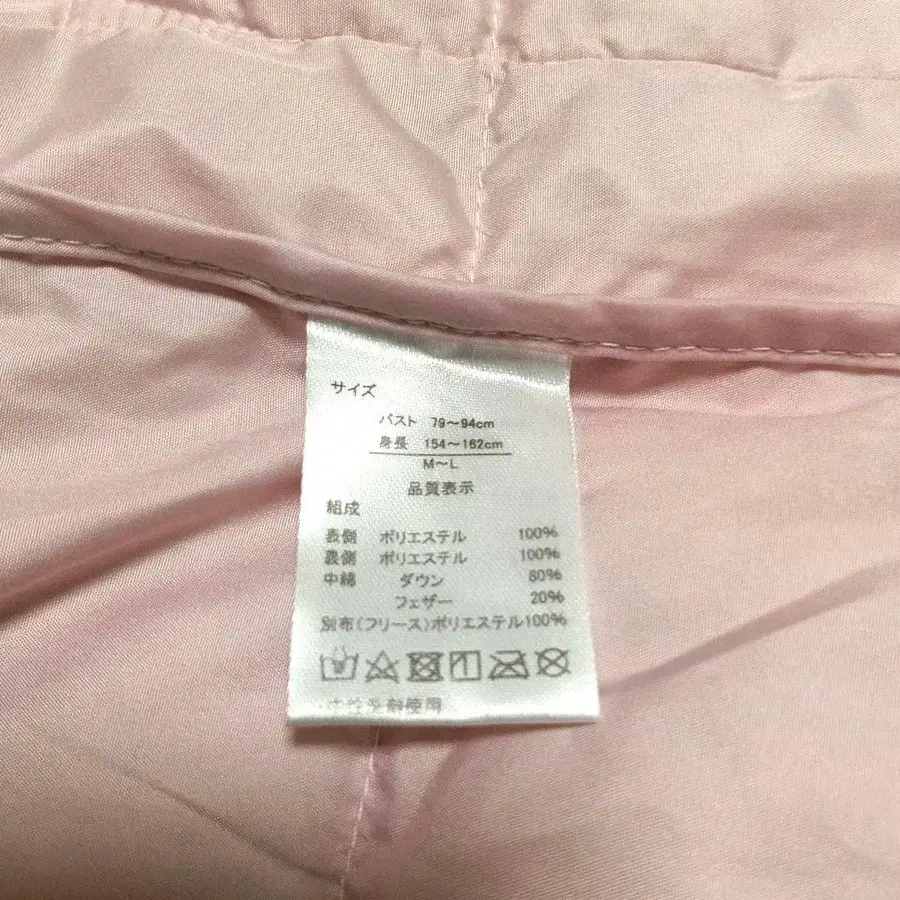 サイズ
バスト 79～94cm
身長 154～162cm
M～L
品質表示
組成
表側 ポリエステル 100%
裏側 ポリエステル 100%
中綿 ダウン 80%
フェザー 20%
別布(フリース)ポリエステル100%
使用